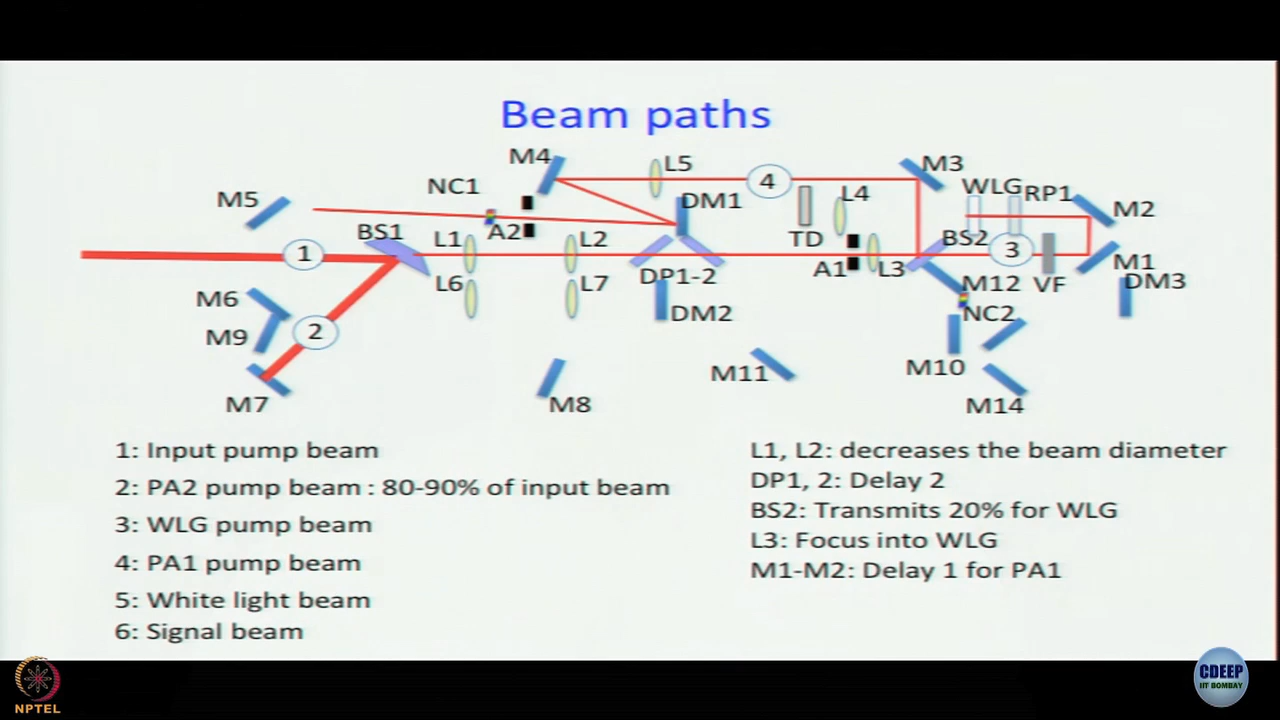 Beam paths
M4
L5
4
M3
M5
NC1
DM1
L4
WLG
RP1
M2
BS1
L1
A2
L2
TD
BS2
3
1
A1
L3
M1
L6
L7
DP1-2
M12
VF
DM3
M6
DM2
NC2
M9
2
M11
M10
M7
M8
M14
1: Input pump beam
2: PA2 pump beam : 80-90% of input beam
3: WLG pump beam
4: PA1 pump beam
5: White light beam
6: Signal beam
L1, L2: decreases the beam diameter
DP1, 2: Delay 2
BS2: Transmits 20% for WLG
L3: Focus into WLG
M1-M2: Delay 1 for PA1
NPTEL
CDEEP
IIT BOMBAY